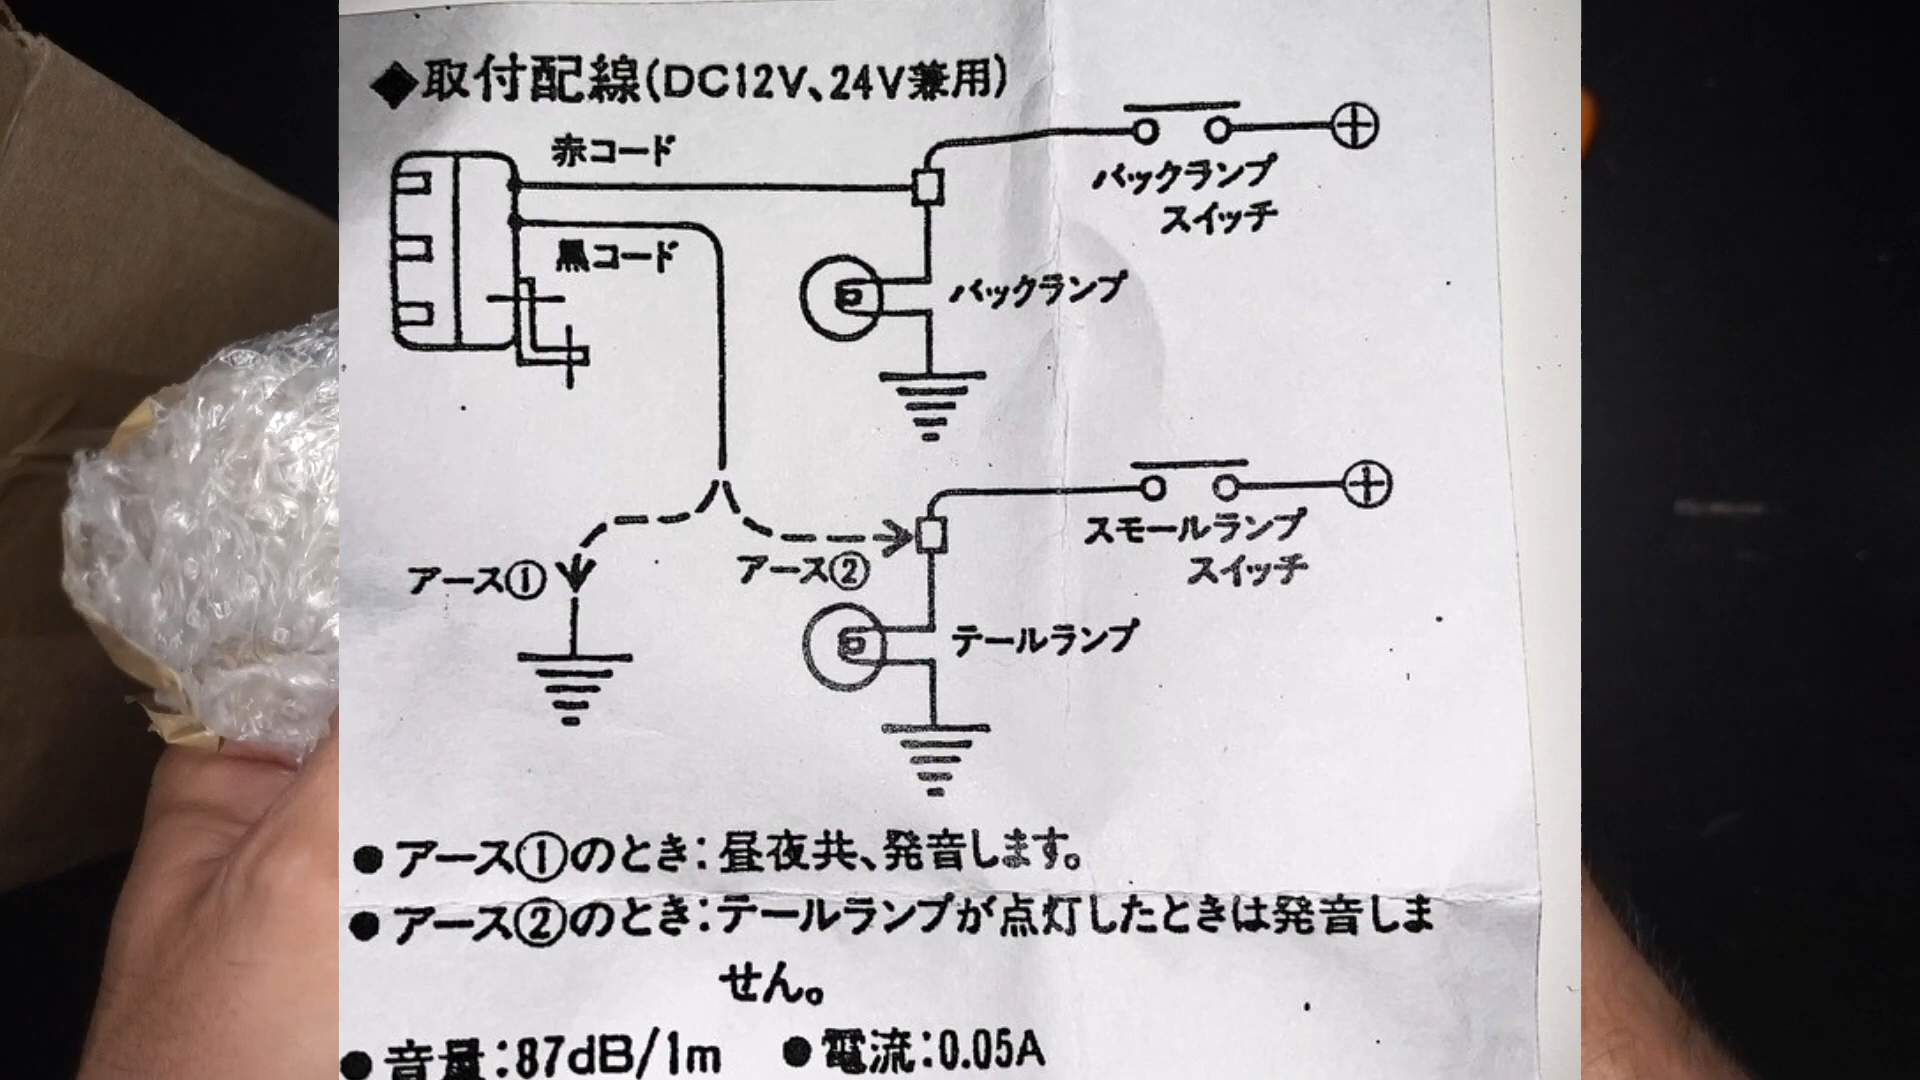 ◆取付配線(DC12V、24V兼用)
赤コード
黒コード
バックランプ
スイッチ
バックランプ
アース①
アース②
スモールランプ
スイッチ
テールランプ
●アース①のとき:昼夜共、発音します。
●アース②のとき:テールランプが点灯したときは発音しま
せん。
●音量:87dB/1m ●電流:0.05A